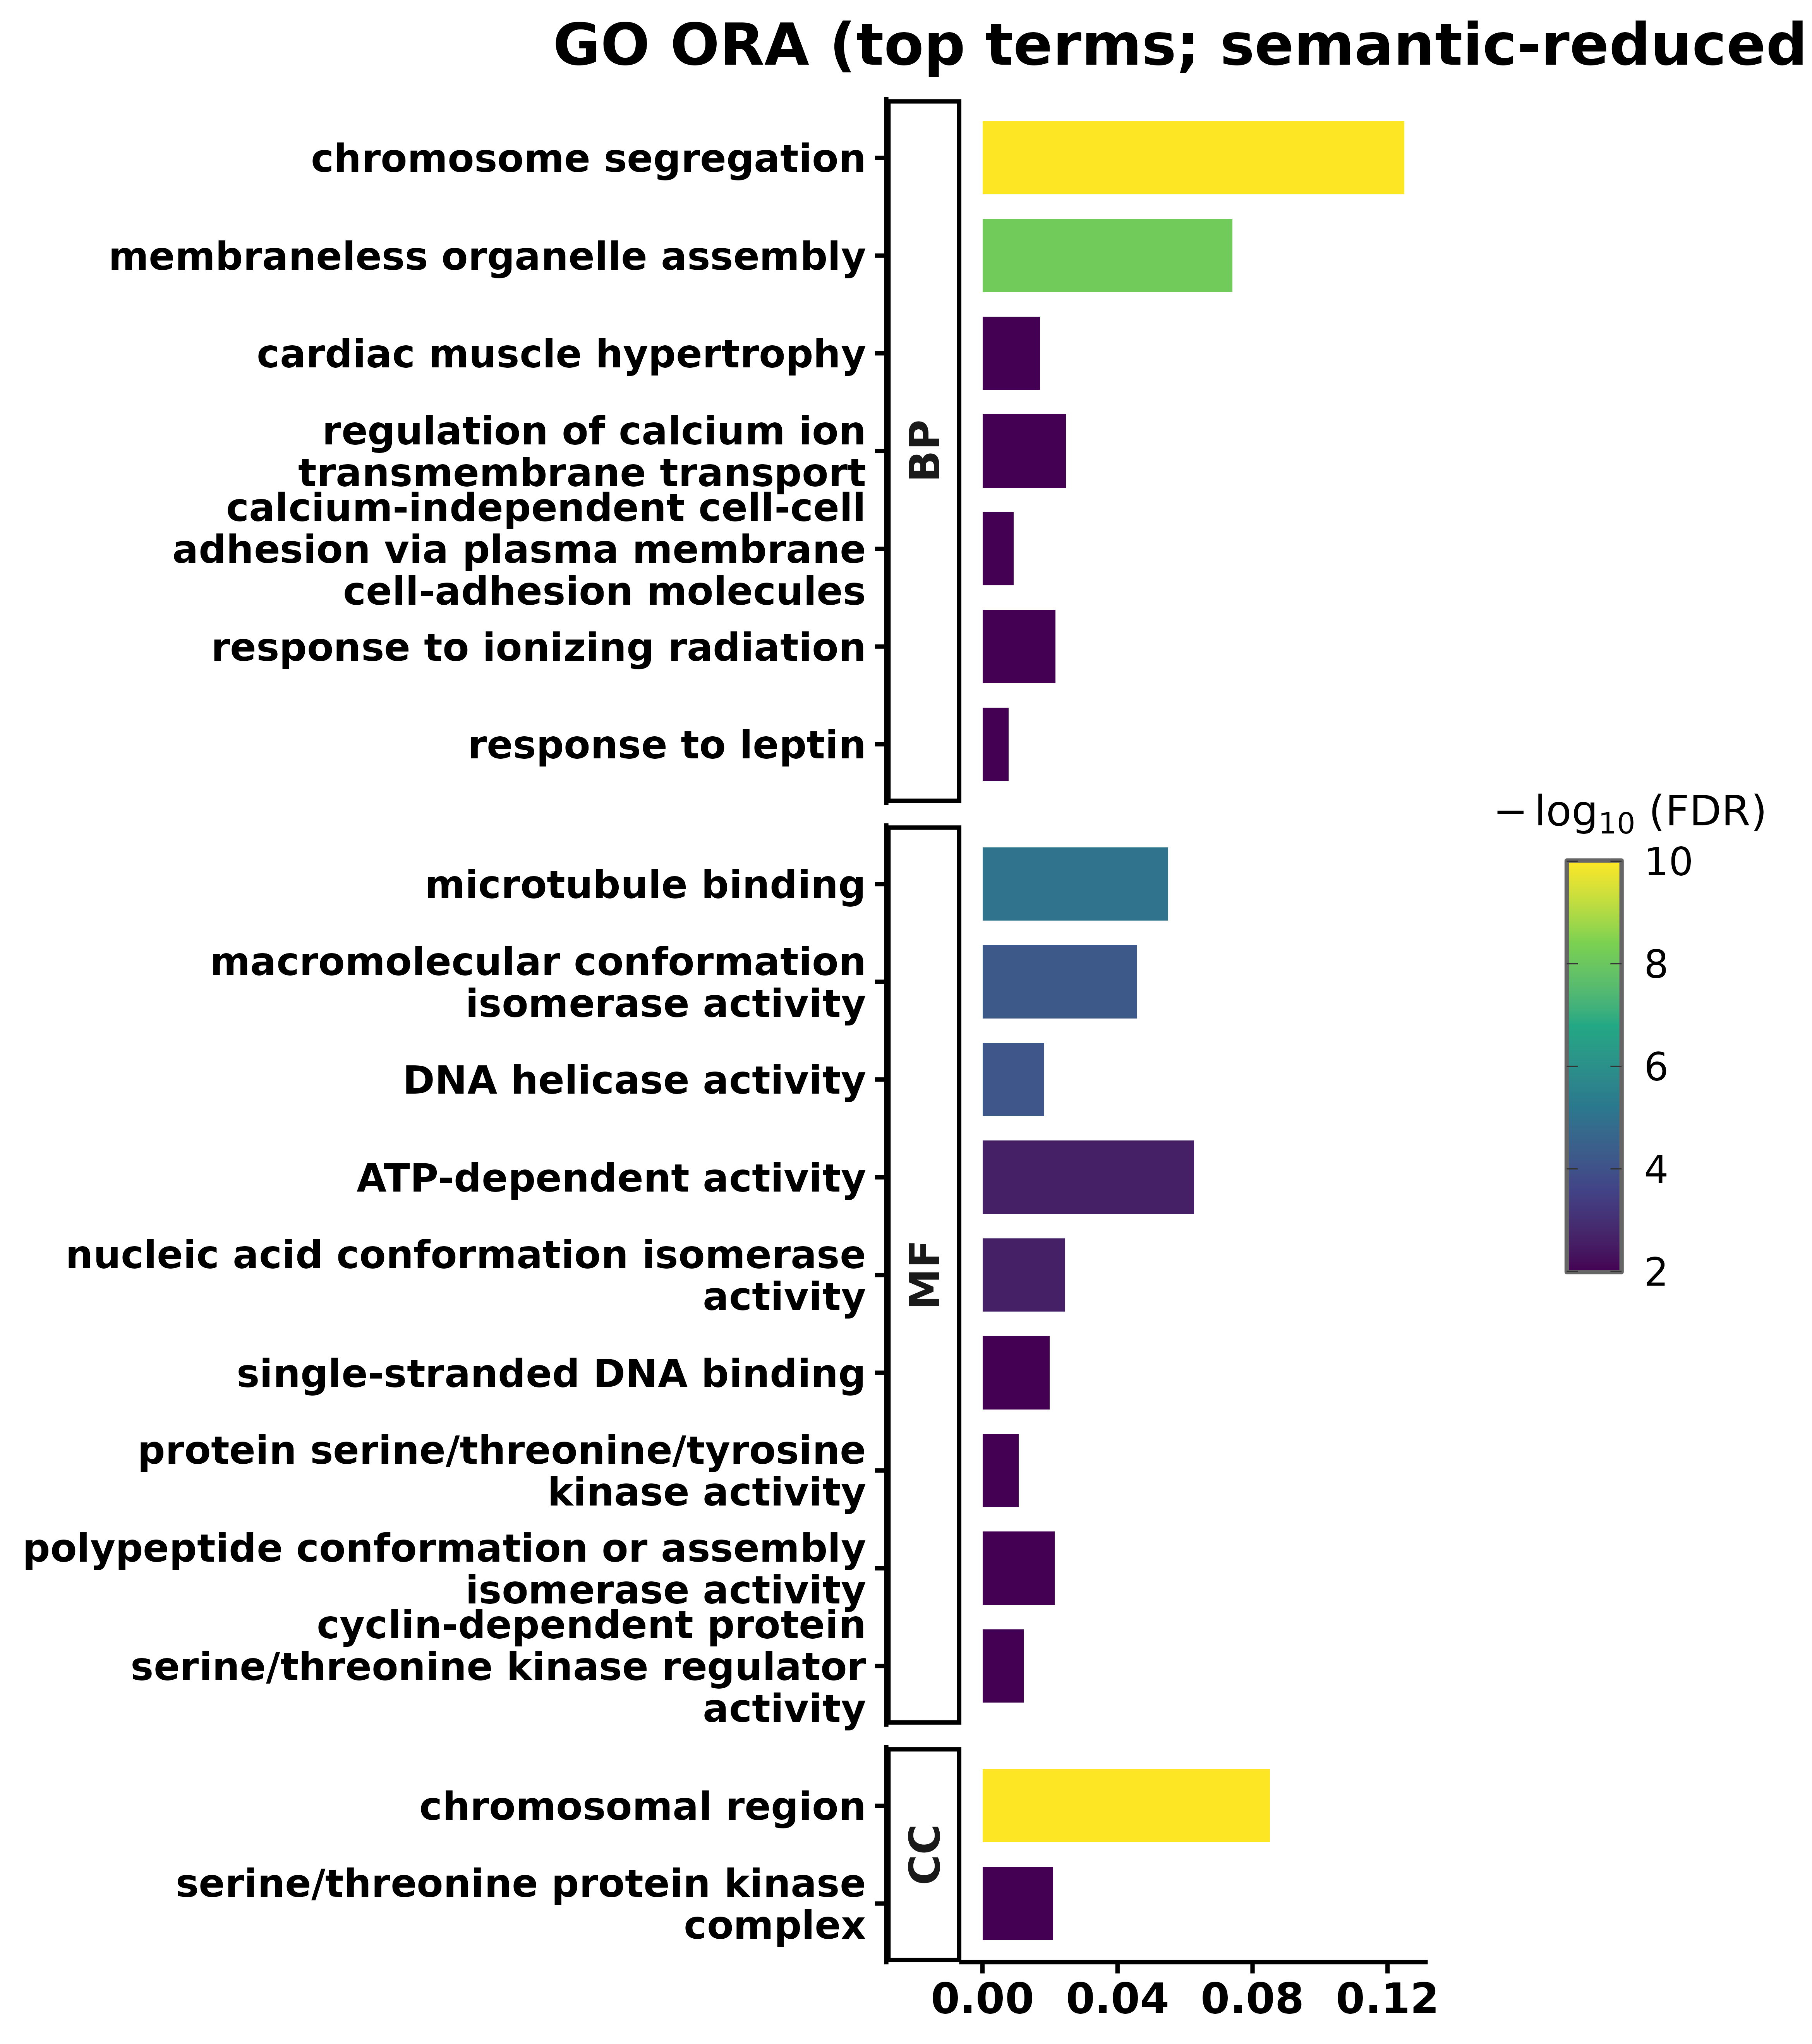 GO ORA (top terms; semantic-reduced
chromosome segregation
membraneless organelle assembly
cardiac muscle hypertrophy
regulation of calcium ion
transmembrane transport
calcium-independent cell-cell
adhesion via plasma membrane
cell-adhesion molecules
response to ionizing radiation
response to leptin
BP
microtubule binding
macromolecular conformation
isomerase activity
DNA helicase activity
ATP-dependent activity
nucleic acid conformation isomerase
activity
single-stranded DNA binding
protein serine/threonine/tyrosine
kinase activity
polypeptide conformation or assembly
isomerase activity
cyclin-dependent protein
serine/threonine kinase regulator
activity
MF
chromosomal region
serine/threonine protein kinase
complex
CC
0.00 0.04 0.08 0.12
− log₁₀ (FDR)
10
8
6
4
2